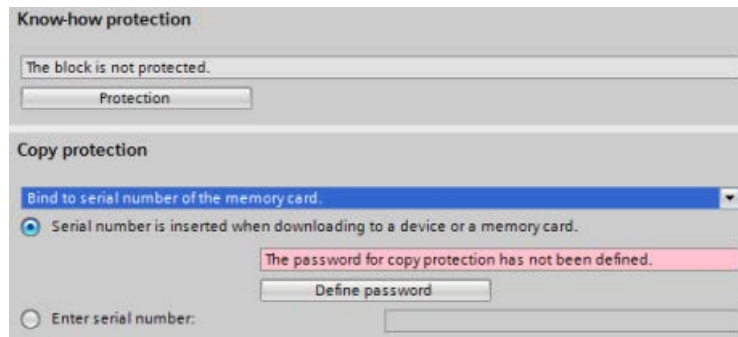 Know-how protection
The block is not protected.
Protection
Copy protection
Bind to serial number of the memory card.
Serial number is inserted when downloading to a device or a memory card.
The password for copy protection has not been defined.
Define password
Enter serial number: